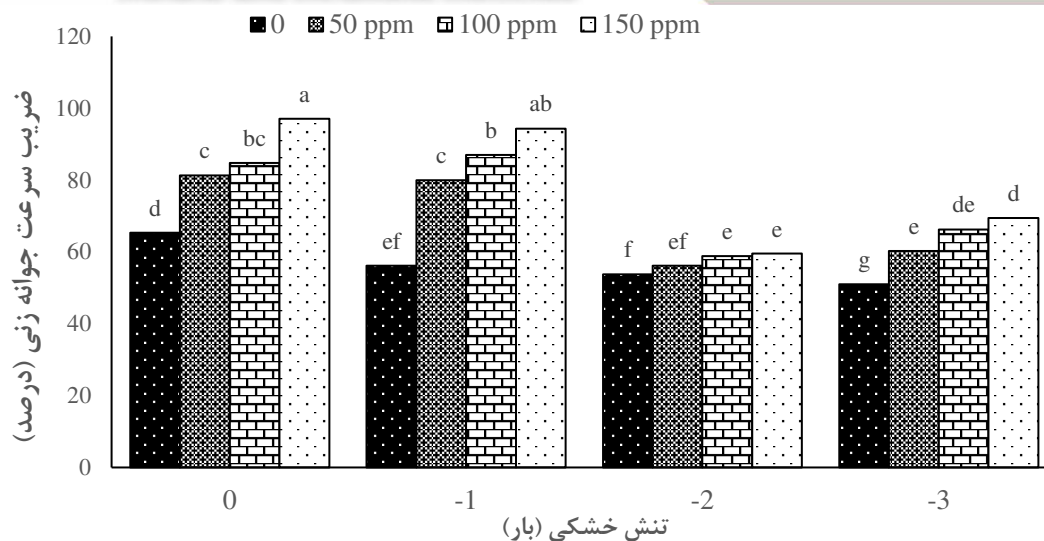 0 50 ppm 100 ppm 150 ppm
ضریب سرعت جوانه زنی (درصد)
120
100
80
60
40
20
0
d c bc a
ef c b ab
f ef e e
g e de d
0 -1 -2 -3
تنش خشکی (بار)